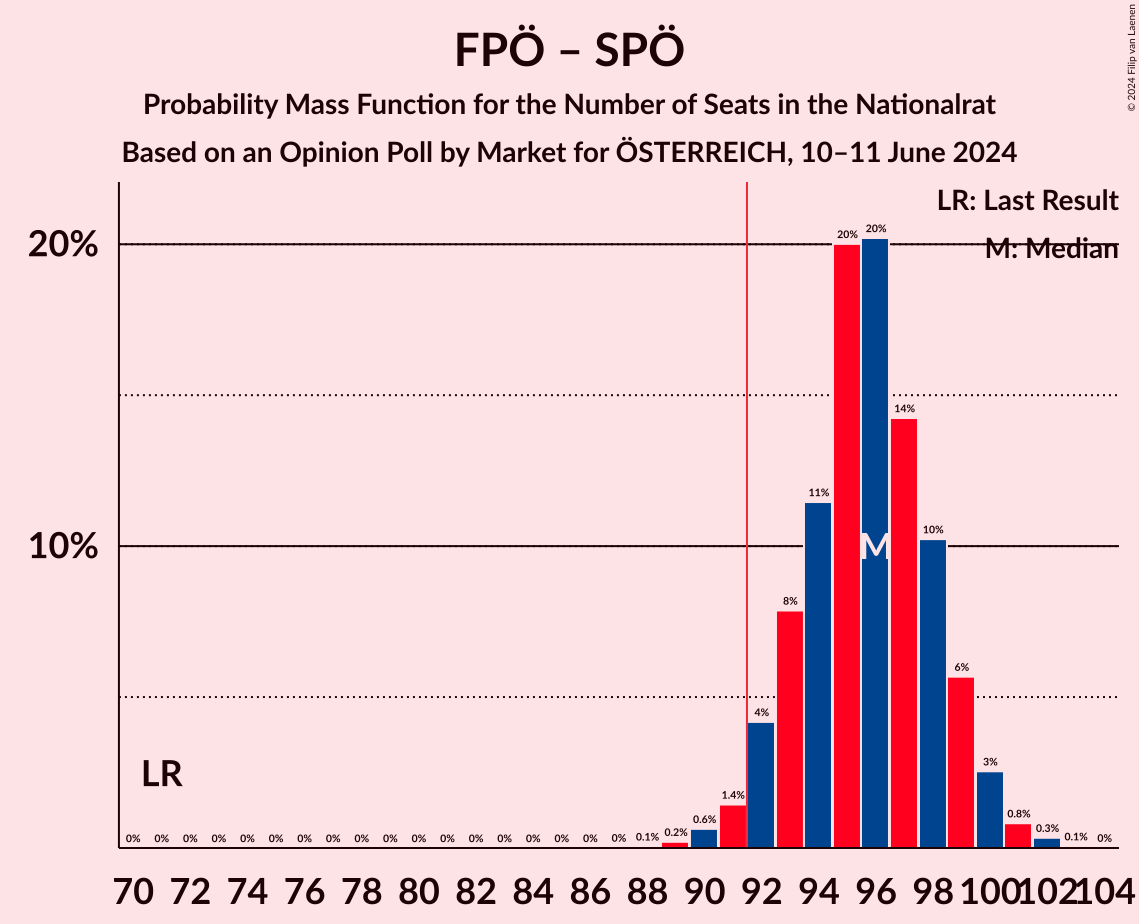 FPÖ – SPÖ
Probability Mass Function for the Number of Seats in the Nationalrat
Based on an Opinion Poll by Market for ÖSTERREICH, 10–11 June 2024
© 2024 Filip van Laenen
LR: Last Result
M: Median
20%
10%
20% 20%
14%
11%
10%
8%
6%
4%
3%
M
LR
0% 0% 0% 0% 0% 0% 0% 0% 0% 0% 0% 0% 0% 0% 0% 0% 0% 0% 0.1% 0.2% 0.6% 1.4% 0.8% 0.3% 0.1% 0%
70 72 74 76 78 80 82 84 86 88 90 92 94 96 98 100 102 104